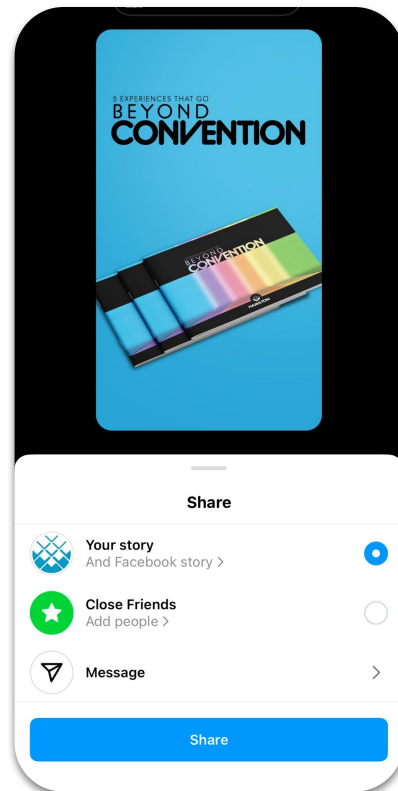 5 EXPERIENCES THAT GO
BEYOND
CONVENTION
BEYOND
CONVENTION
HAMILTON
Share
Your story
And Facebook story >
Close Friends
Add people >
Message
Share